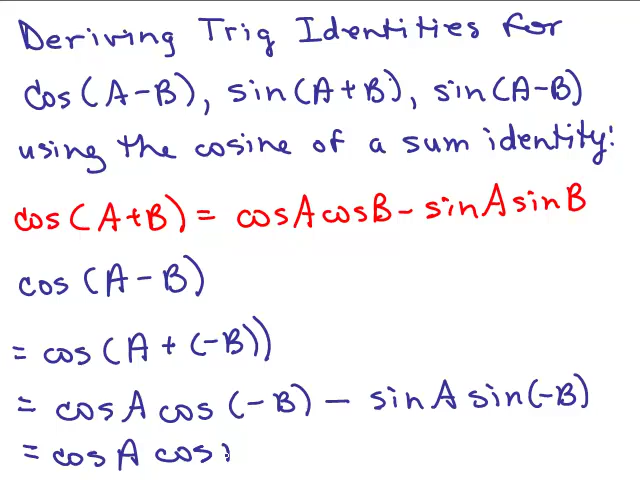 Deriving Trig Identities for
cos(A-B), sin(A+B), sin(A-B)
using the cosine of a sum identity:
cos(A+B) = cosAcosB - sinAsinB
cos(A-B)
= cos(A+(-B))
= cosAcos(-B) - sinAsin(-B)
= cosAcos